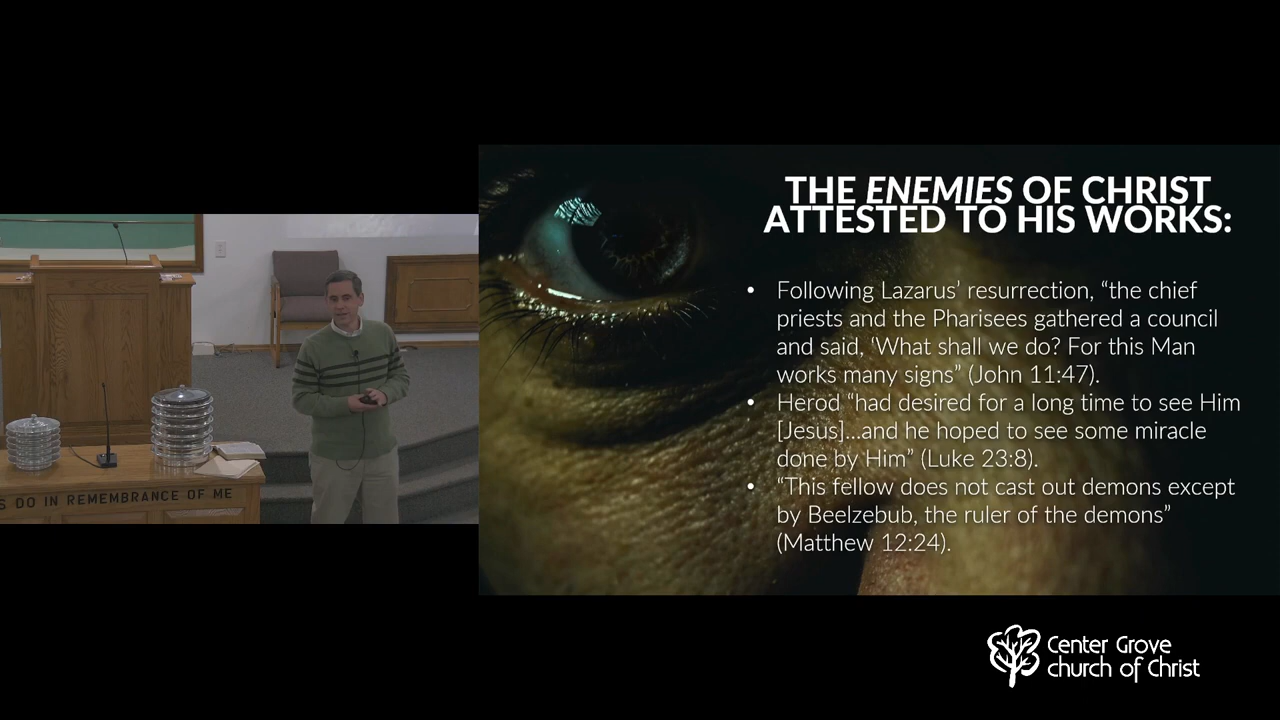 THE ENEMIES OF CHRIST
ATTESTED TO HIS WORKS:
• Following Lazarus’ resurrection, “the chief
priests and the Pharisees gathered a council
and said, ‘What shall we do? For this Man
works many signs” (John 11:47).
• Herod “had desired for a long time to see Him
[Jesus]...and he hoped to see some miracle
done by Him” (Luke 23:8).
• “This fellow does not cast out demons except
by Beelzebub, the ruler of the demons”
(Matthew 12:24).
S DO IN REMEMBRANCE OF ME
Center Grove
church of Christ